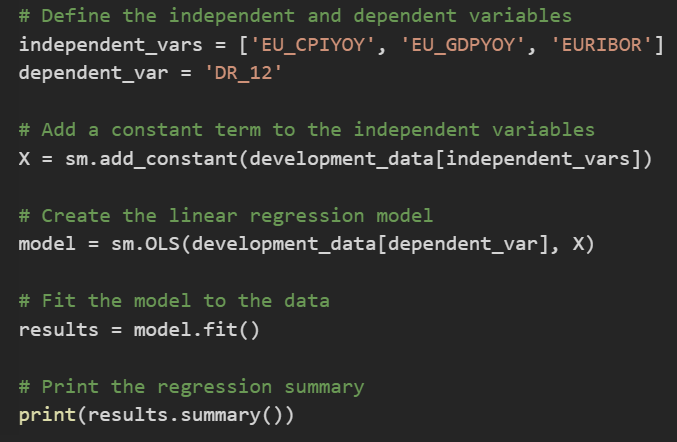 # Define the independent and dependent variables
independent_vars = ['EU_CPIYOY', 'EU_GDPYOY', 'EURIBOR']
dependent_var = 'DR_12'
# Add a constant term to the independent variables
X = sm.add_constant(development_data[independent_vars])
# Create the linear regression model
model = sm.OLS(development_data[dependent_var], X)
# Fit the model to the data
results = model.fit()
# Print the regression summary
print(results.summary())